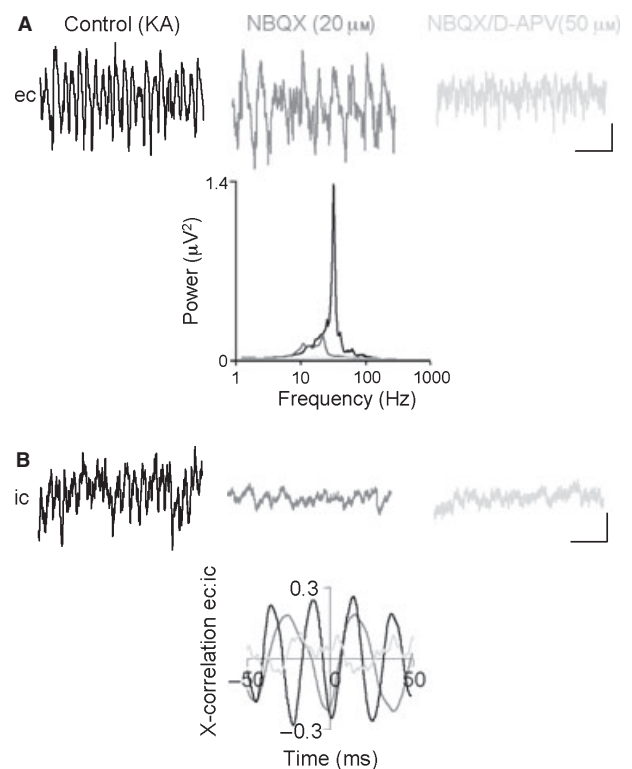 A Control (KA) NBQX (20 μM) NBQX/D-APV(50 μM)
ec
1.4
Power (μV²)
0
1 10 100 1000
Frequency (Hz)
B
ic
X-correlation ec:ic
0.3
–50 0 50
–0.3
Time (ms)